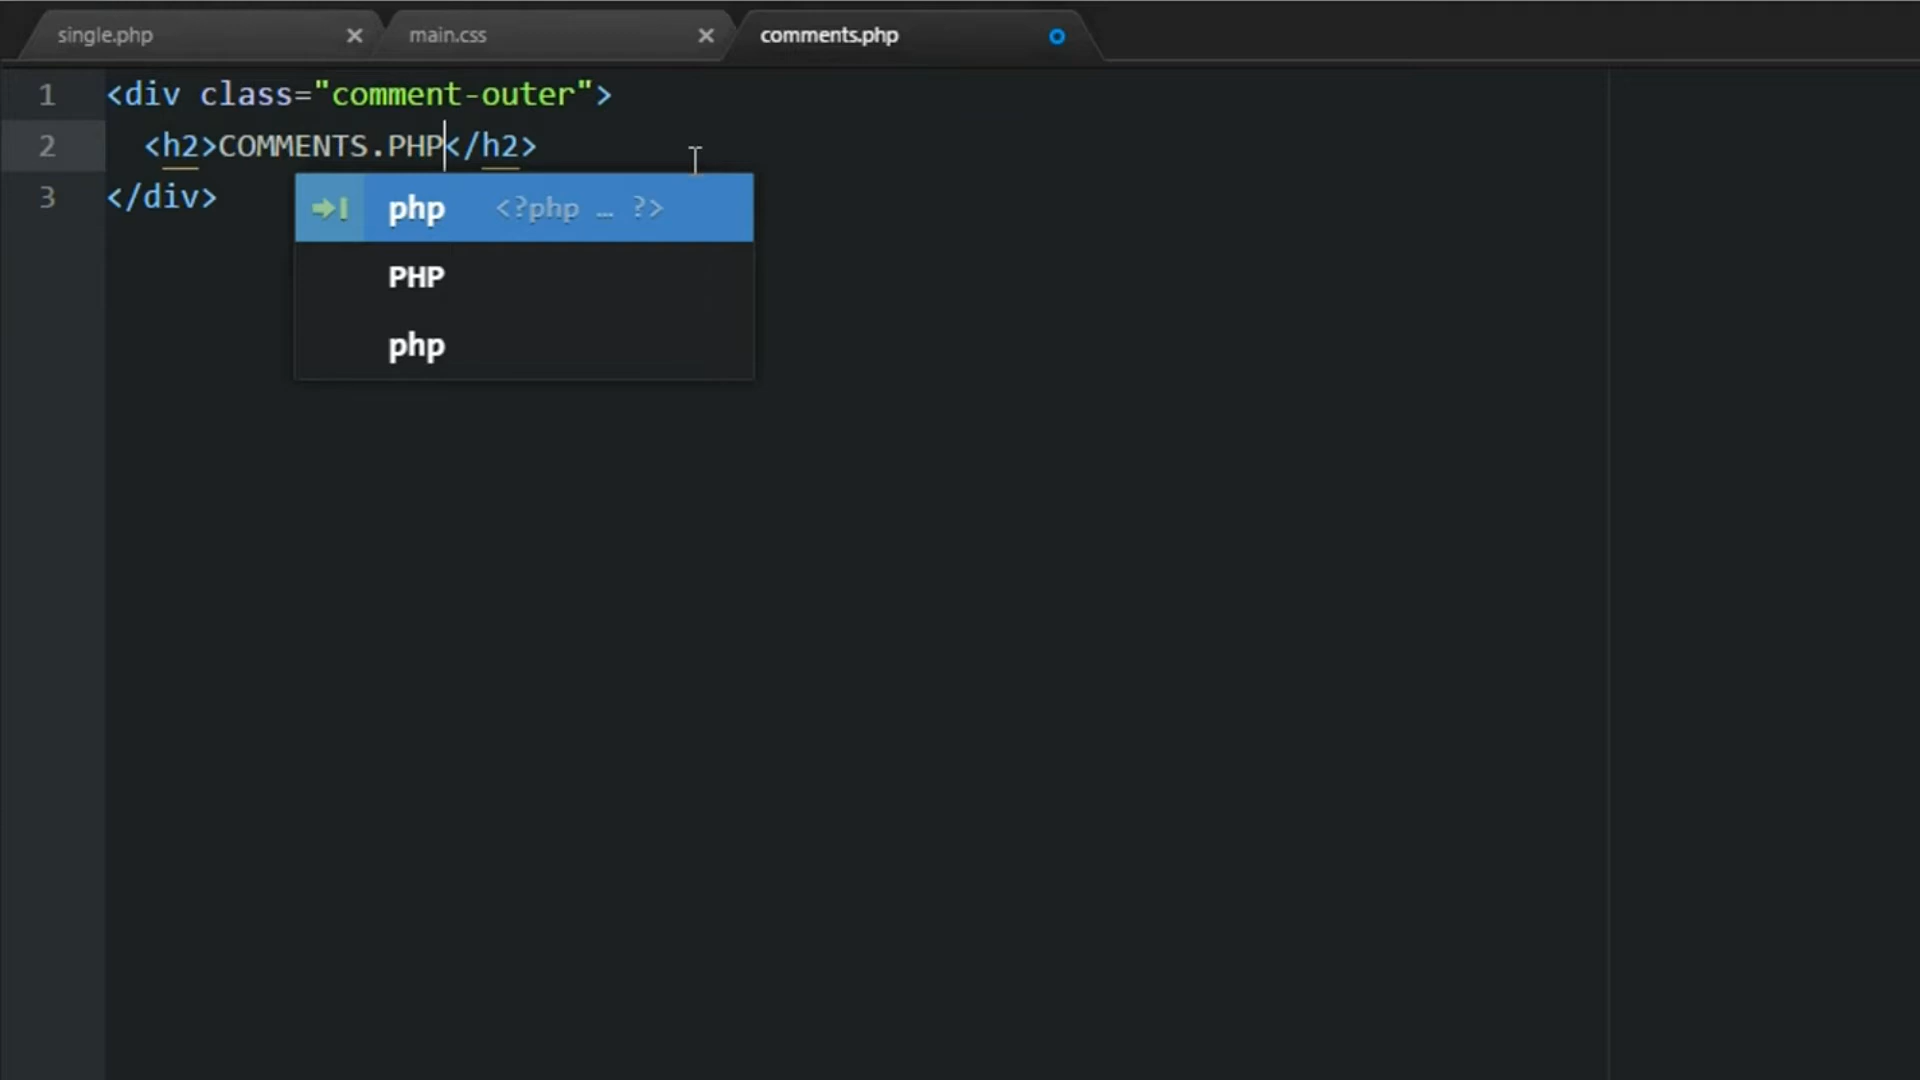 single.php × main.css × comments.php
1 <div class="comment-outer">
2 <h2>COMMENTS.PHP</h2>
3 </div>
php <?php … ?>
PHP
php